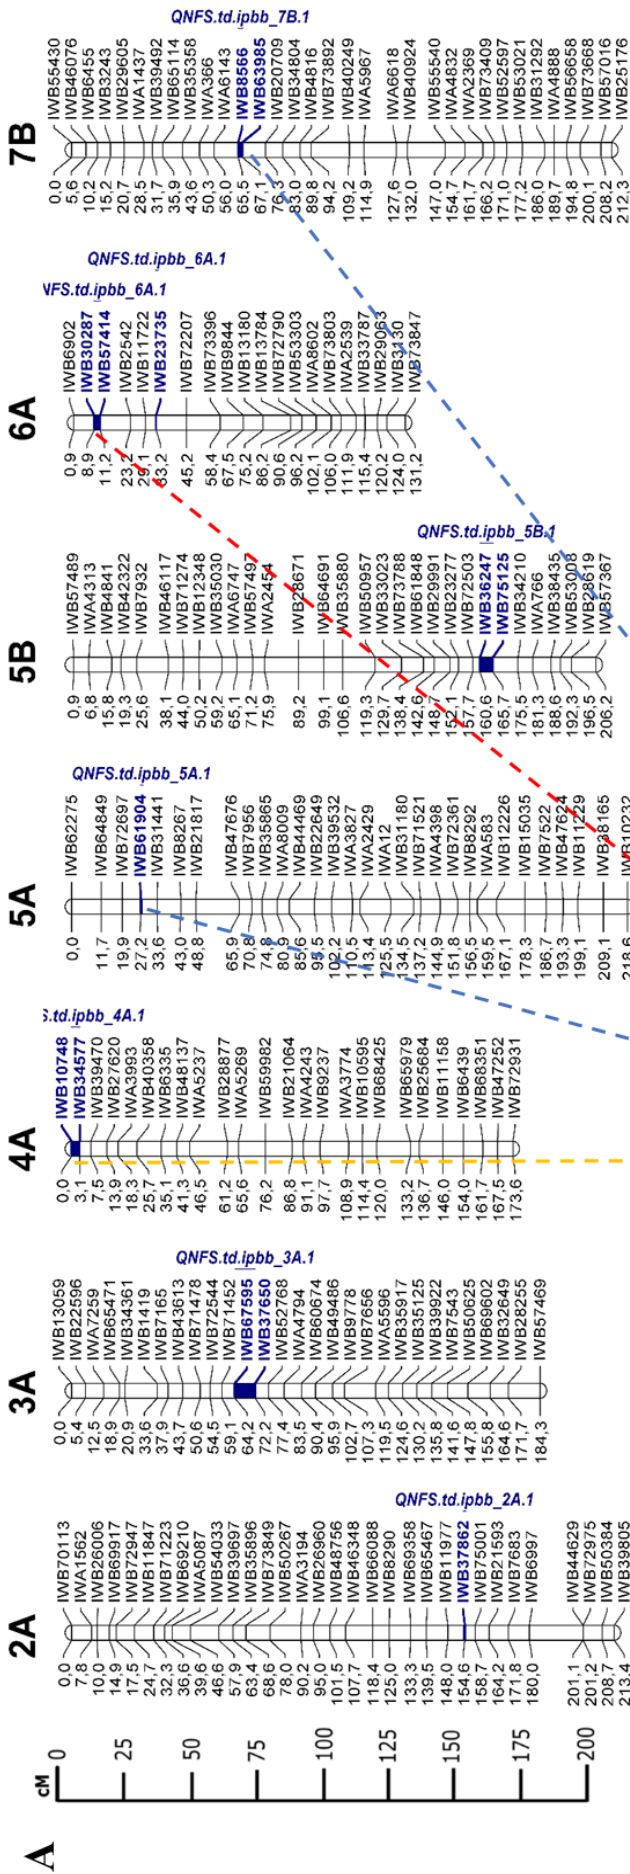 A
cM
0
25
50
75
100
125
150
175
200
2A
0,0 IWB70113
7,8 IWA1562
10,0 IWB26006
14,9 IWB69917
17,5 IWB72947
24,7 IWB11847
32,3 IWB71223
36,6 IWB69210
39,6 IWA5087
46,6 IWB54033
57,9 IWB39697
63,4 IWB35896
68,6 IWB73849
78,0 IWB50267
90,2 IWA3194
95,0 IWB26960
101,5 IWB48756
107,7 IWB46348
118,4 IWB66088
125,0 IWB8290
133,3 IWB69358
139,5 IWB65467
148,0 IWB11977
154,6 IWB37862 QNFS.td.ipbb_2A.1
158,7 IWB75001
164,2 IWB21593
171,8 IWB7683
180,0 IWB6997
201,1 IWB44629
201,2 IWB72975
208,7 IWB50384
213,4 IWB39805
3A
0,0 IWB13059
5,4 IWB22596
12,5 IWA7259
18,9 IWB65471
20,9 IWB34361
33,6 IWB1419
37,9 IWB7165
43,7 IWB43613
50,6 IWB71478
54,5 IWB72544
59,1 IWB71452
64,2 IWB67595 QNFS.td.ipbb_3A.1
72,2 IWB37650
77,4 IWB52768
83,5 IWA4794
90,4 IWB60674
95,9 IWB49486
102,7 IWB9778
107,3 IWB7656
119,5 IWA5596
124,6 IWB35917
130,2 IWB35125
135,8 IWB39922
141,6 IWB7543
147,8 IWB50625
155,8 IWB69602
164,6 IWB32649
171,7 IWB28255
184,3 IWB57469
4A
0,0 IWB10748 .td.ipbb_4A.1
3,1 IWB34577
7,5 IWB39470
13,9 IWB27620
18,3 IWA3993
25,7 IWB40358
35,1 IWB6335
41,3 IWB48137
46,5 IWA5237
61,2 IWB28877
65,6 IWA5269
76,2 IWB59982
86,8 IWB21064
91,1 IWA4243
97,7 IWB9237
108,9 IWA3774
114,4 IWB10595
120,0 IWB68425
133,2 IWB65979
136,7 IWB25684
146,0 IWB11158
154,0 IWB6439
161,7 IWB68351
167,5 IWB47252
173,6 IWB72931
5A
0,0 IWB62275
11,7 IWB64849
19,9 IWB72697
27,2 IWB61904 QNFS.td.ipbb_5A.1
33,6 IWB31441
43,0 IWB8267
48,8 IWB21817
65,9 IWB47676
70,8 IWB7956
74,8 IWB35865
80,9 IWA8009
85,6 IWB44469
95,5 IWB22649
102,2 IWB39532
110,5 IWA3827
113,4 IWA2429
125,5 IWA12
134,5 IWB31180
137,2 IWB71521
144,9 IWA4398
151,8 IWB72361
156,5 IWB8292
159,5 IWA583
167,1 IWB12226
178,3 IWB15035
186,7 IWB7522
193,3 IWB47624
199,1 IWB11229
209,1 IWB38165
218,6 IWB10232
5B
0,9 IWB57489
6,8 IWA4313
15,8 IWB4841
19,3 IWB42322
25,6 IWB7932
38,1 IWB46117
44,0 IWB71274
50,2 IWB12348
59,2 IWB35030
65,1 IWA6747
71,2 IWB57497
75,9 IWA2454
89,2 IWB28671
99,1 IWB64691
106,6 IWB35880
119,3 IWB50957
129,7 IWB33023
138,4 IWB73788
142,6 IWB61848
148,7 IWB29991
152,1 IWB23277
157,7 IWB72503
160,6 IWB36247 QNFS.td.ipbb_5B.1
165,7 IWB75125
175,5 IWB34210
181,3 IWA766
188,6 IWB38435
192,3 IWB53008
196,5 IWB28619
206,2 IWB57367
6A
0,9 IWB6902
8,9 IWB30287 NFS.td.ipbb_6A.1
11,2 IWB57414
23,2 IWB2542
29,1 IWB11722
33,2 IWB23735 QNFS.td.ipbb_6A.1
45,2 IWB72207
58,4 IWB73396
67,5 IWB9844
75,2 IWB13180
86,2 IWB13784
90,6 IWB72790
96,2 IWB53303
102,1 IWA8602
106,0 IWB73803
111,9 IWA2539
115,4 IWB33787
120,2 IWB29063
124,0 IWB3130
131,2 IWB73847
7B
0,0 IWB55430
5,6 IWB46076
10,2 IWB6455
15,2 IWB3243
20,7 IWB29605
28,5 IWA1437
31,7 IWB39492
35,9 IWB65114
43,6 IWB35358
50,3 IWA366
56,0 IWA6143
65,5 IWB8566 QNFS.td.ipbb_7B.1
67,1 IWB63985
76,3 IWB20709
83,0 IWB34804
89,8 IWB4816
94,2 IWB73892
109,2 IWB40249
114,9 IWA5967
127,6 IWA6618
132,0 IWB40924
147,0 IWB55540
154,7 IWA4832
161,7 IWA2369
166,2 IWB73409
171,0 IWB52597
177,2 IWB53021
186,0 IWB31292
189,7 IWA4888
194,8 IWB56658
200,1 IWB73668
208,2 IWB57016
212,3 IWB25176